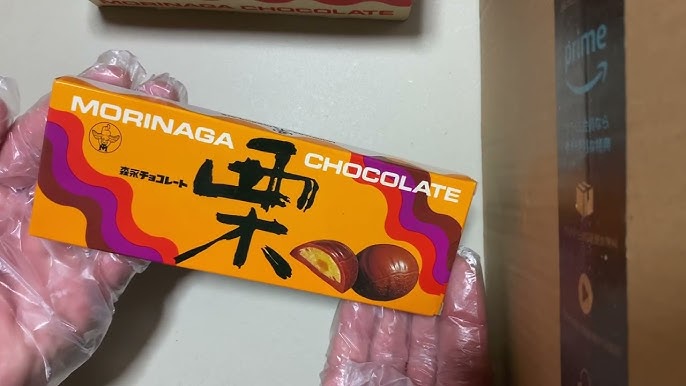 MORINAGA CHOCOLATE
MORINAGA CHOCOLATE
森永チョコレート
栗
prime